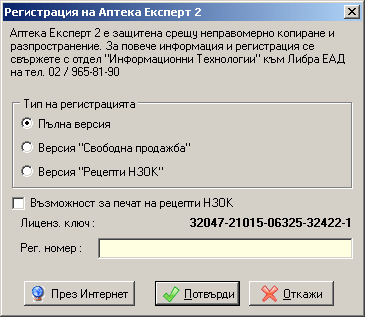 Регистрация на Аптека Експерт 2
Аптека Експерт 2 е защитена срещу неправомерно копиране и
разпространение. За повече информация и регистрация се
свържете с отдел "Информационни Технологии" към Либра ЕАД
на тел. 02 / 965-81-90
Тип на регистрацията
Пълна версия
Версия "Свободна продажба"
Версия "Рецепти НЗОК"
Възможност за печат на рецепти НЗОК
Лиценз. ключ : 32047-21015-06325-32422-1
Рег. номер :
През Интернет Потвърди Откажи